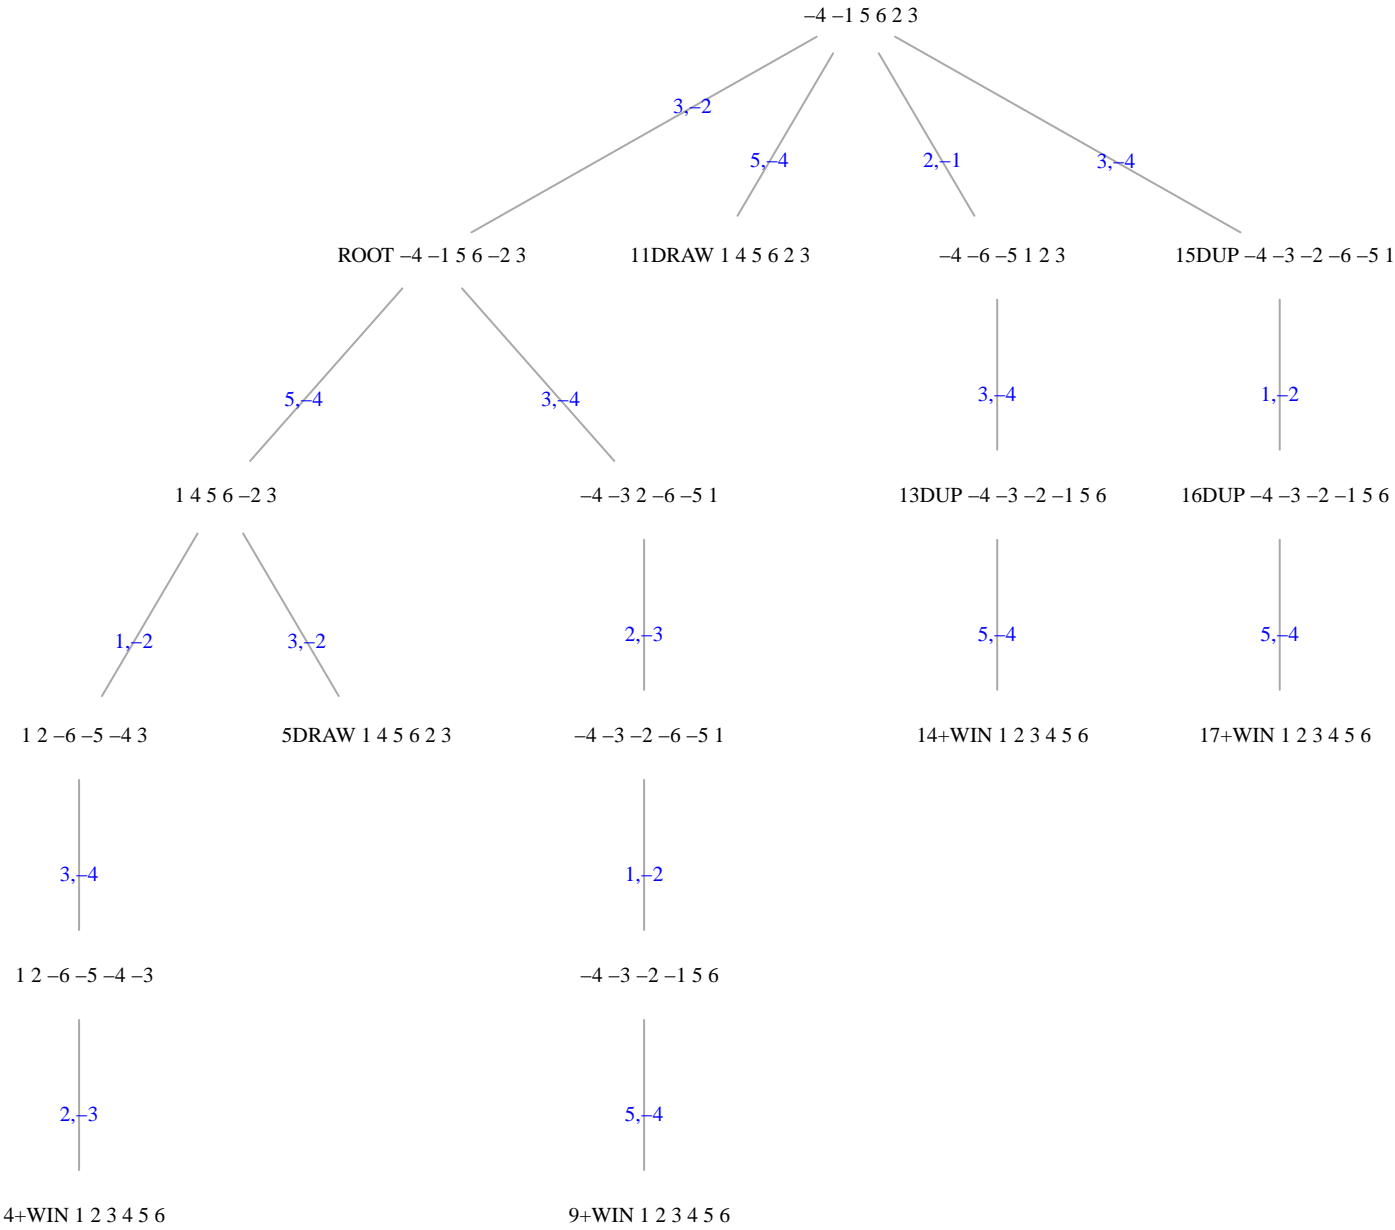 −4 −1 5 6 2 3
3,−2
5,−4
2,−1
3,−4
ROOT −4 −1 5 6 −2 3
11DRAW 1 4 5 6 2 3
−4 −6 −5 1 2 3
15DUP −4 −3 −2 −6 −5 1
5,−4
3,−4
3,−4
1,−2
1 4 5 6 −2 3
−4 −3 2 −6 −5 1
13DUP −4 −3 −2 −1 5 6
16DUP −4 −3 −2 −1 5 6
1,−2
3,−2
2,−3
5,−4
5,−4
1 2 −6 −5 −4 3
5DRAW 1 4 5 6 2 3
−4 −3 −2 −6 −5 1
14+WIN 1 2 3 4 5 6
17+WIN 1 2 3 4 5 6
3,−4
1,−2
1 2 −6 −5 −4 −3
−4 −3 −2 −1 5 6
2,−3
5,−4
4+WIN 1 2 3 4 5 6
9+WIN 1 2 3 4 5 6